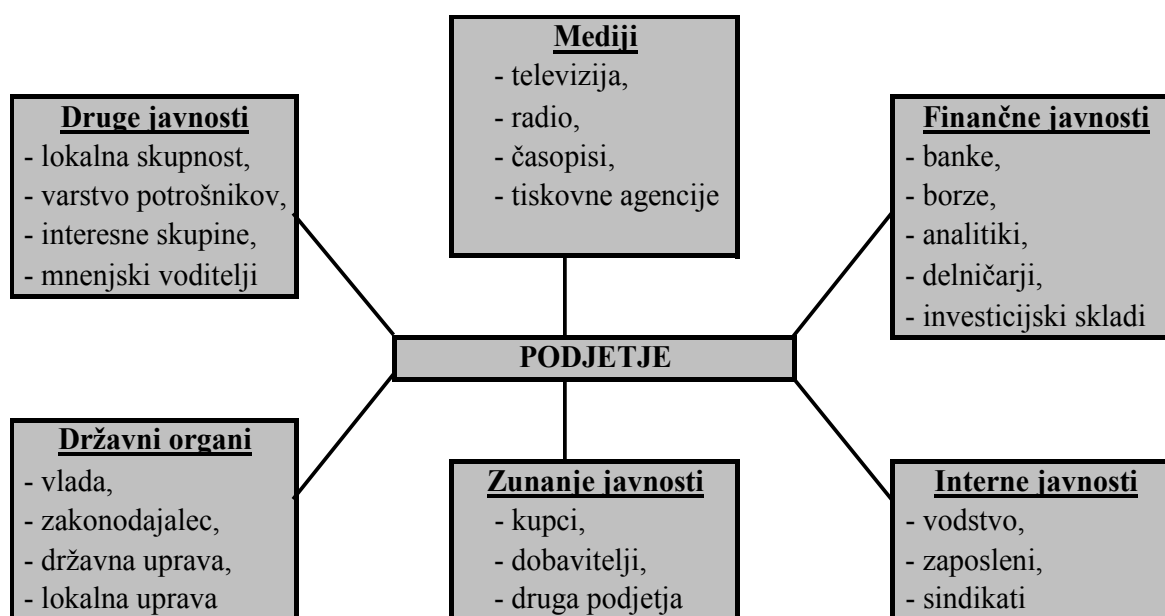 Mediji
- televizija,
- radio,
- časopisi,
- tiskovne agencije
Druge javnosti
- lokalna skupnost,
- varstvo potrošnikov,
- interesne skupine,
- mnenjski voditelji
Finančne javnosti
- banke,
- borze,
- analitiki,
- delničarji,
- investicijski skladi
PODJETJE
Državni organi
- vlada,
- zakonodajalec,
- državna uprava,
- lokalna uprava
Zunanje javnosti
- kupci,
- dobavitelji,
- druga podjetja
Interne javnosti
- vodstvo,
- zaposleni,
- sindikati